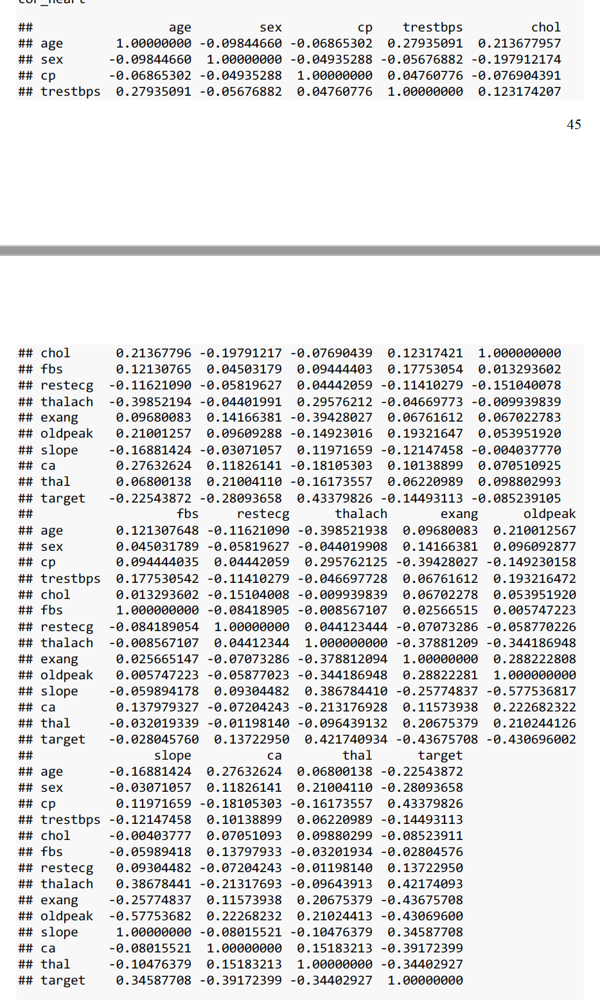 cor_heart
##                  age         sex          cp    trestbps         chol
## age       1.00000000 -0.09844660 -0.06865302  0.27935091  0.213677957
## sex      -0.09844660  1.00000000 -0.04935288 -0.05676882 -0.197912174
## cp       -0.06865302 -0.04935288  1.00000000  0.04760776 -0.076904391
## trestbps  0.27935091 -0.05676882  0.04760776  1.00000000  0.123174207
45
## chol      0.21367796 -0.19791217 -0.07690439  0.12317421  1.000000000
## fbs       0.12130765  0.04503179  0.09444403  0.17753054  0.013293602
## restecg  -0.11621090 -0.05819627  0.04442059 -0.11410279 -0.151040078
## thalach  -0.39852194 -0.04401991  0.29576212 -0.04669773 -0.009939839
## exang     0.09680083  0.14166381 -0.39428027  0.06761612  0.067022783
## oldpeak   0.21001257  0.09609288 -0.14923016  0.19321647  0.053951920
## slope    -0.16881424 -0.03071057  0.11971659 -0.12147458 -0.004037770
## ca        0.27632624  0.11826141 -0.18105303  0.10138899  0.070510925
## thal      0.06800138  0.21004110 -0.16173557  0.06220989  0.098802993
## target   -0.22543872 -0.28093658  0.43379826 -0.14493113 -0.085239105
##                   fbs     restecg      thalach       exang      oldpeak
## age       0.121307648 -0.11621090 -0.398521938  0.09680083  0.210012567
## sex       0.045031789 -0.05819627 -0.044019908  0.14166381  0.096092877
## cp        0.094444035  0.04442059  0.295762125 -0.39428027 -0.149230158
## trestbps  0.177530542 -0.11410279 -0.046697728  0.06761612  0.193216472
## chol      0.013293602 -0.15104008 -0.009939839  0.06702278  0.053951920
## fbs       1.000000000 -0.08418905 -0.008567107  0.02566515  0.005747223
## restecg  -0.084189054  1.00000000  0.044123444 -0.07073286 -0.058770226
## thalach  -0.008567107  0.04412344  1.000000000 -0.37881209 -0.344186948
## exang     0.025665147 -0.07073286 -0.378812094  1.00000000  0.288222808
## oldpeak   0.005747223 -0.05877023 -0.344186948  0.28822281  1.000000000
## slope    -0.059894178  0.09304482  0.386784410 -0.25774837 -0.577536817
## ca        0.137979327 -0.07204243 -0.213176928  0.11573938  0.222682322
## thal     -0.032019339 -0.01198140 -0.096439132  0.20675379  0.210244126
## target   -0.028045760  0.13722950  0.421740934 -0.43675708 -0.430696002
##                slope          ca        thal      target
## age      -0.16881424  0.27632624  0.06800138 -0.22543872
## sex      -0.03071057  0.11826141  0.21004110 -0.28093658
## cp        0.11971659 -0.18105303 -0.16173557  0.43379826
## trestbps -0.12147458  0.10138899  0.06220989 -0.14493113
## chol     -0.00403777  0.07051093  0.09880299 -0.08523911
## fbs      -0.05989418  0.13797933 -0.03201934 -0.02804576
## restecg   0.09304482 -0.07204243 -0.01198140  0.13722950
## thalach   0.38678441 -0.21317693 -0.09643913  0.42174093
## exang    -0.25774837  0.11573938  0.20675379 -0.43675708
## oldpeak  -0.57753682  0.22268232  0.21024413 -0.43069600
## slope     1.00000000 -0.08015521 -0.10476379  0.34587708
## ca       -0.08015521  1.00000000  0.15183213 -0.39172399
## thal     -0.10476379  0.15183213  1.00000000 -0.34402927
## target    0.34587708 -0.39172399 -0.34402927  1.00000000